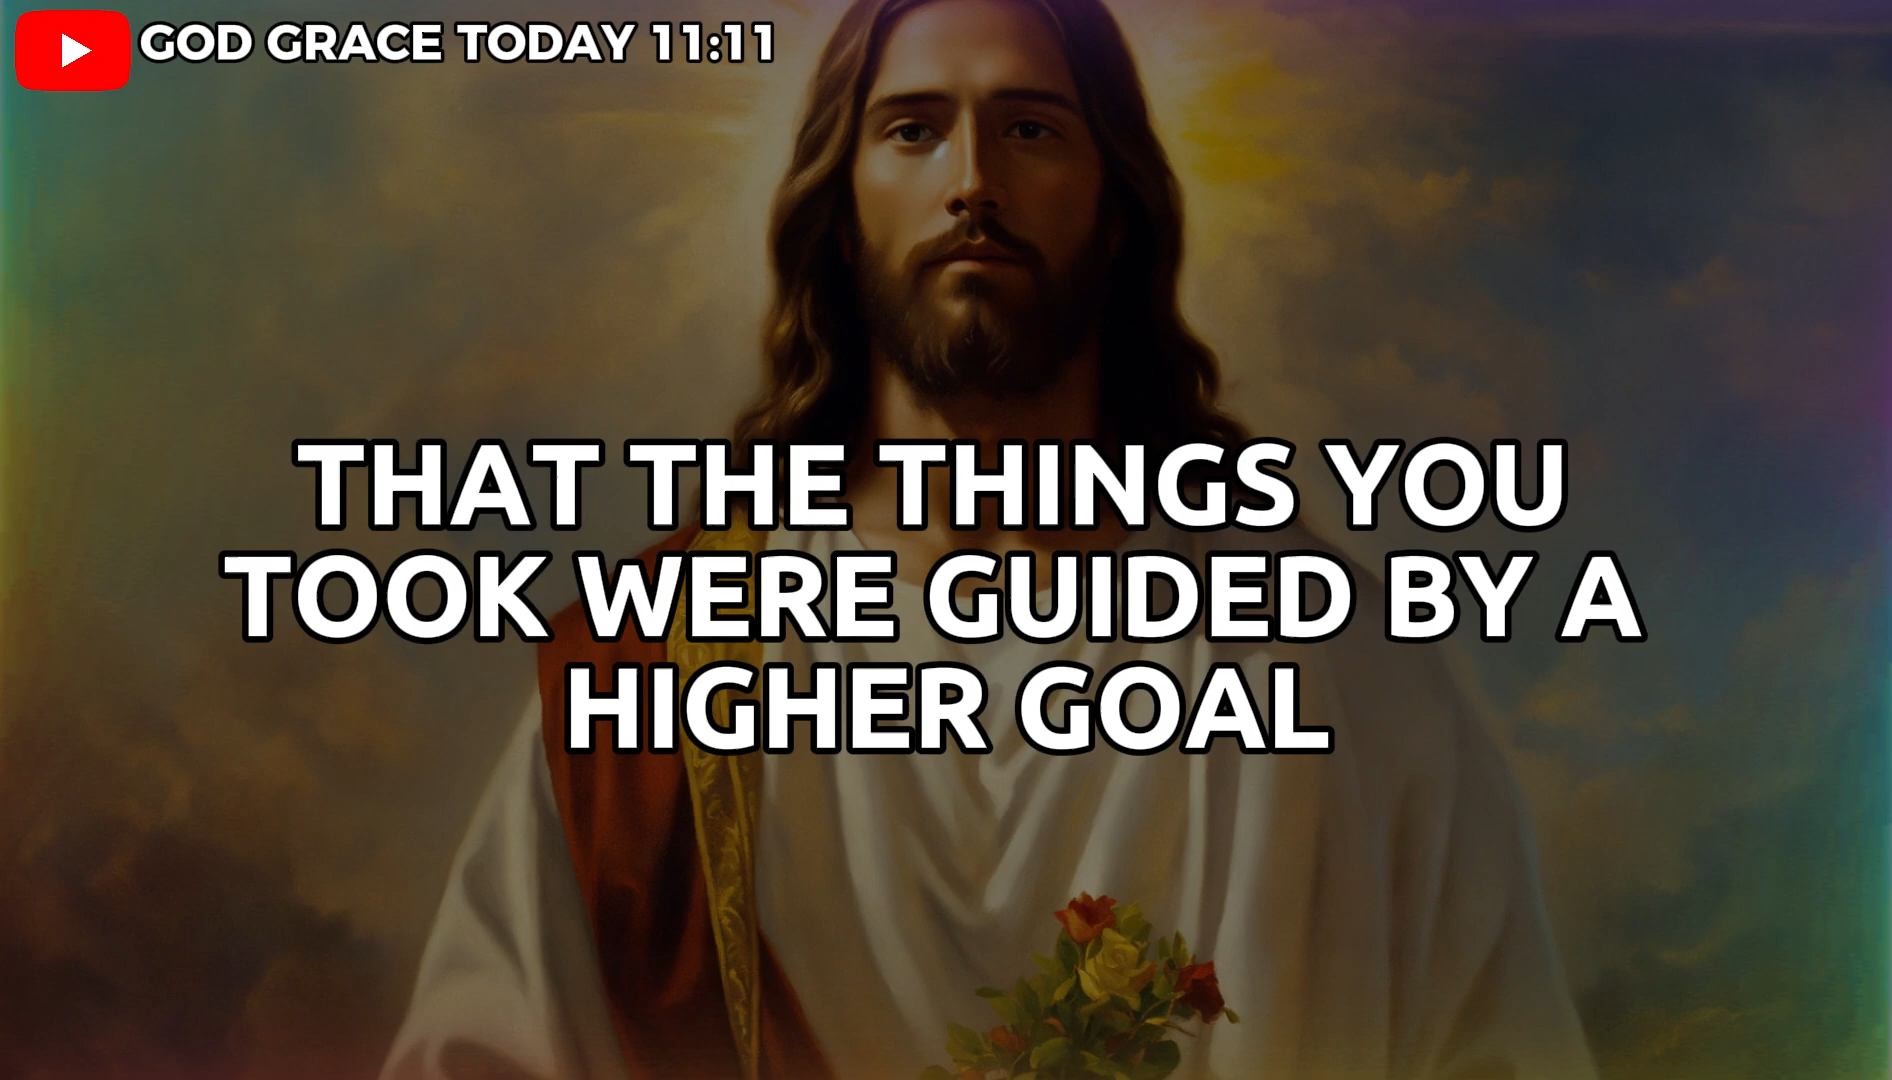 GOD GRACE TODAY 11:11
THAT THE THINGS YOU
TOOK WERE GUIDED BY A
HIGHER GOAL